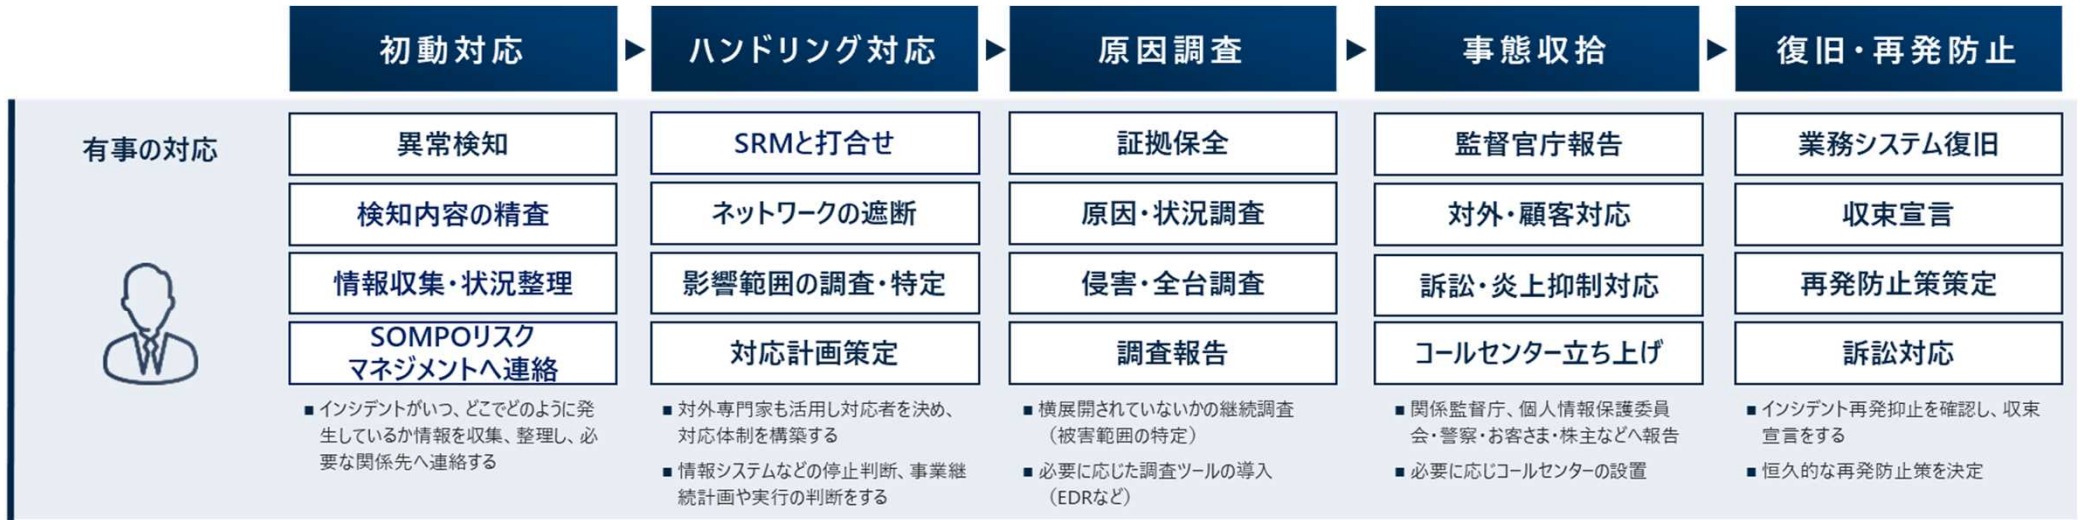 初動対応
ハンドリング対応
原因調査
事態収拾
復旧・再発防止
有事の対応
異常検知
検知内容の精査
情報収集・状況整理
SOMPOリスク
マネジメントへ連絡
■ インシデントがいつ、どこでどのように発
生しているか情報を収集、整理し、必
要な関係先へ連絡する
SRMと打合せ
ネットワークの遮断
影響範囲の調査・特定
対応計画策定
■ 対外専門家も活用し対応者を決め、
対応体制を構築する
■ 情報システムなどの停止判断、事業継
続計画や実行の判断をする
証拠保全
原因・状況調査
侵害・全台調査
調査報告
■ 横展開されていないかの継続調査
（被害範囲の特定）
■ 必要に応じた調査ツールの導入
（EDRなど）
監督官庁報告
対外・顧客対応
訴訟・炎上抑制対応
コールセンター立ち上げ
■ 関係監督庁、個人情報保護委員
会・警察・お客さま・株主などへ報告
■ 必要に応じコールセンターの設置
業務システム復旧
収束宣言
再発防止策策定
訴訟対応
■ インシデント再発抑止を確認し、収束
宣言をする
■ 恒久的な再発防止策を決定